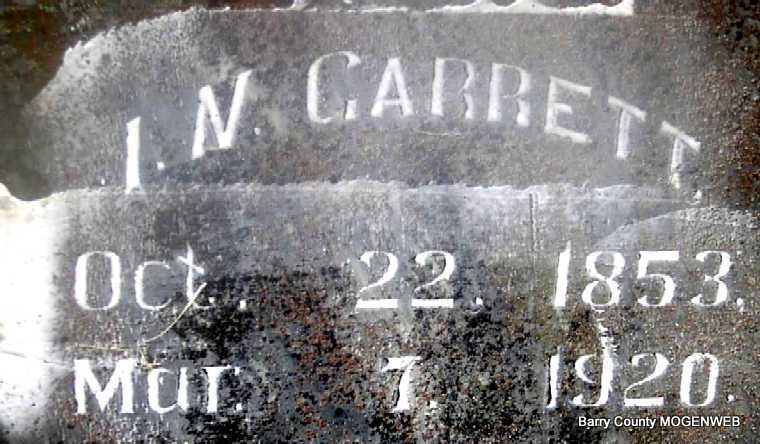 I. N. GARRETT
Oct. 22. 1853.
Mar. 7. 1920.
Barry County MOGENWEB